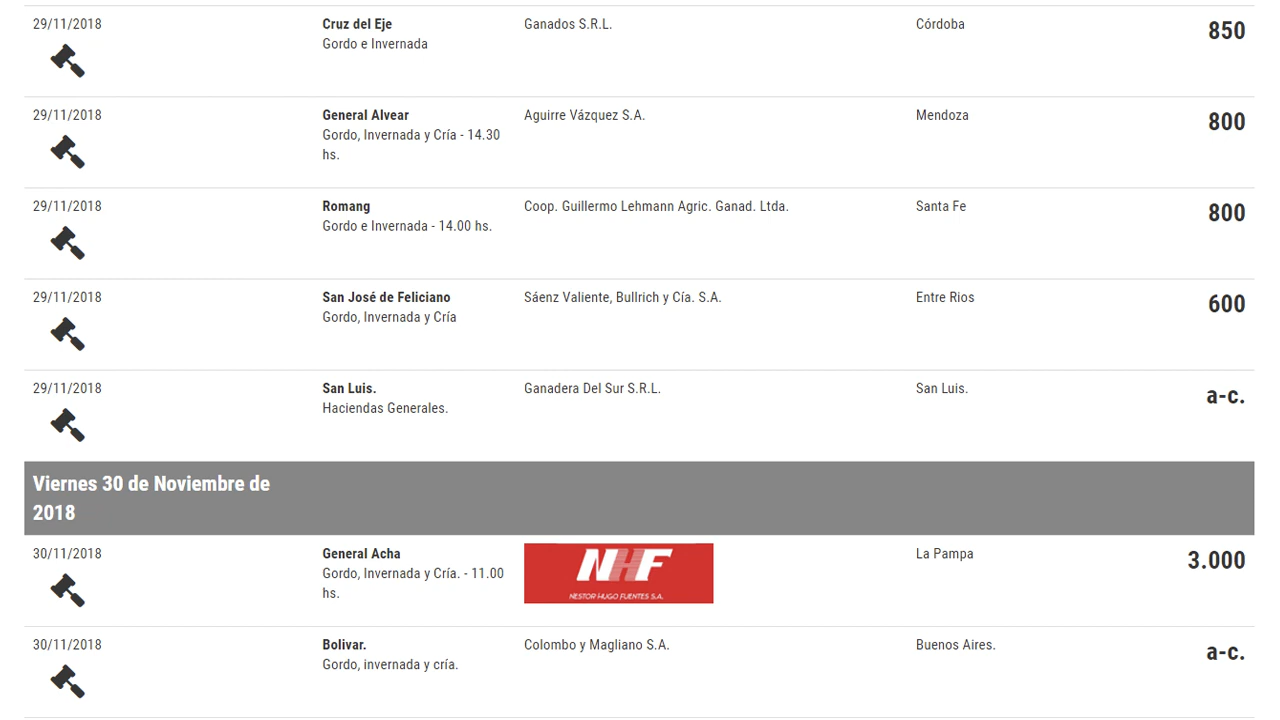 29/11/2018
Cruz del Eje
Gordo e Invernada
Ganados S.R.L.
Córdoba
850
29/11/2018
General Alvear
Gordo, Invernada y Cría - 14.30
hs.
Aguirre Vázquez S.A.
Mendoza
800
29/11/2018
Romang
Gordo e Invernada - 14.00 hs.
Coop. Guillermo Lehmann Agric. Ganad. Ltda.
Santa Fe
800
29/11/2018
San José de Feliciano
Gordo, Invernada y Cría
Sáenz Valiente, Bullrich y Cía. S.A.
Entre Rios
600
29/11/2018
San Luis.
Haciendas Generales.
Ganadera Del Sur S.R.L.
San Luis.
a-c.
Viernes 30 de Noviembre de
2018
30/11/2018
General Acha
Gordo, Invernada y Cría. - 11.00
hs.
NHF
NESTOR HUGO FUENTES S.A.
La Pampa
3.000
30/11/2018
Bolivar.
Gordo, invernada y cría.
Colombo y Magliano S.A.
Buenos Aires.
a-c.